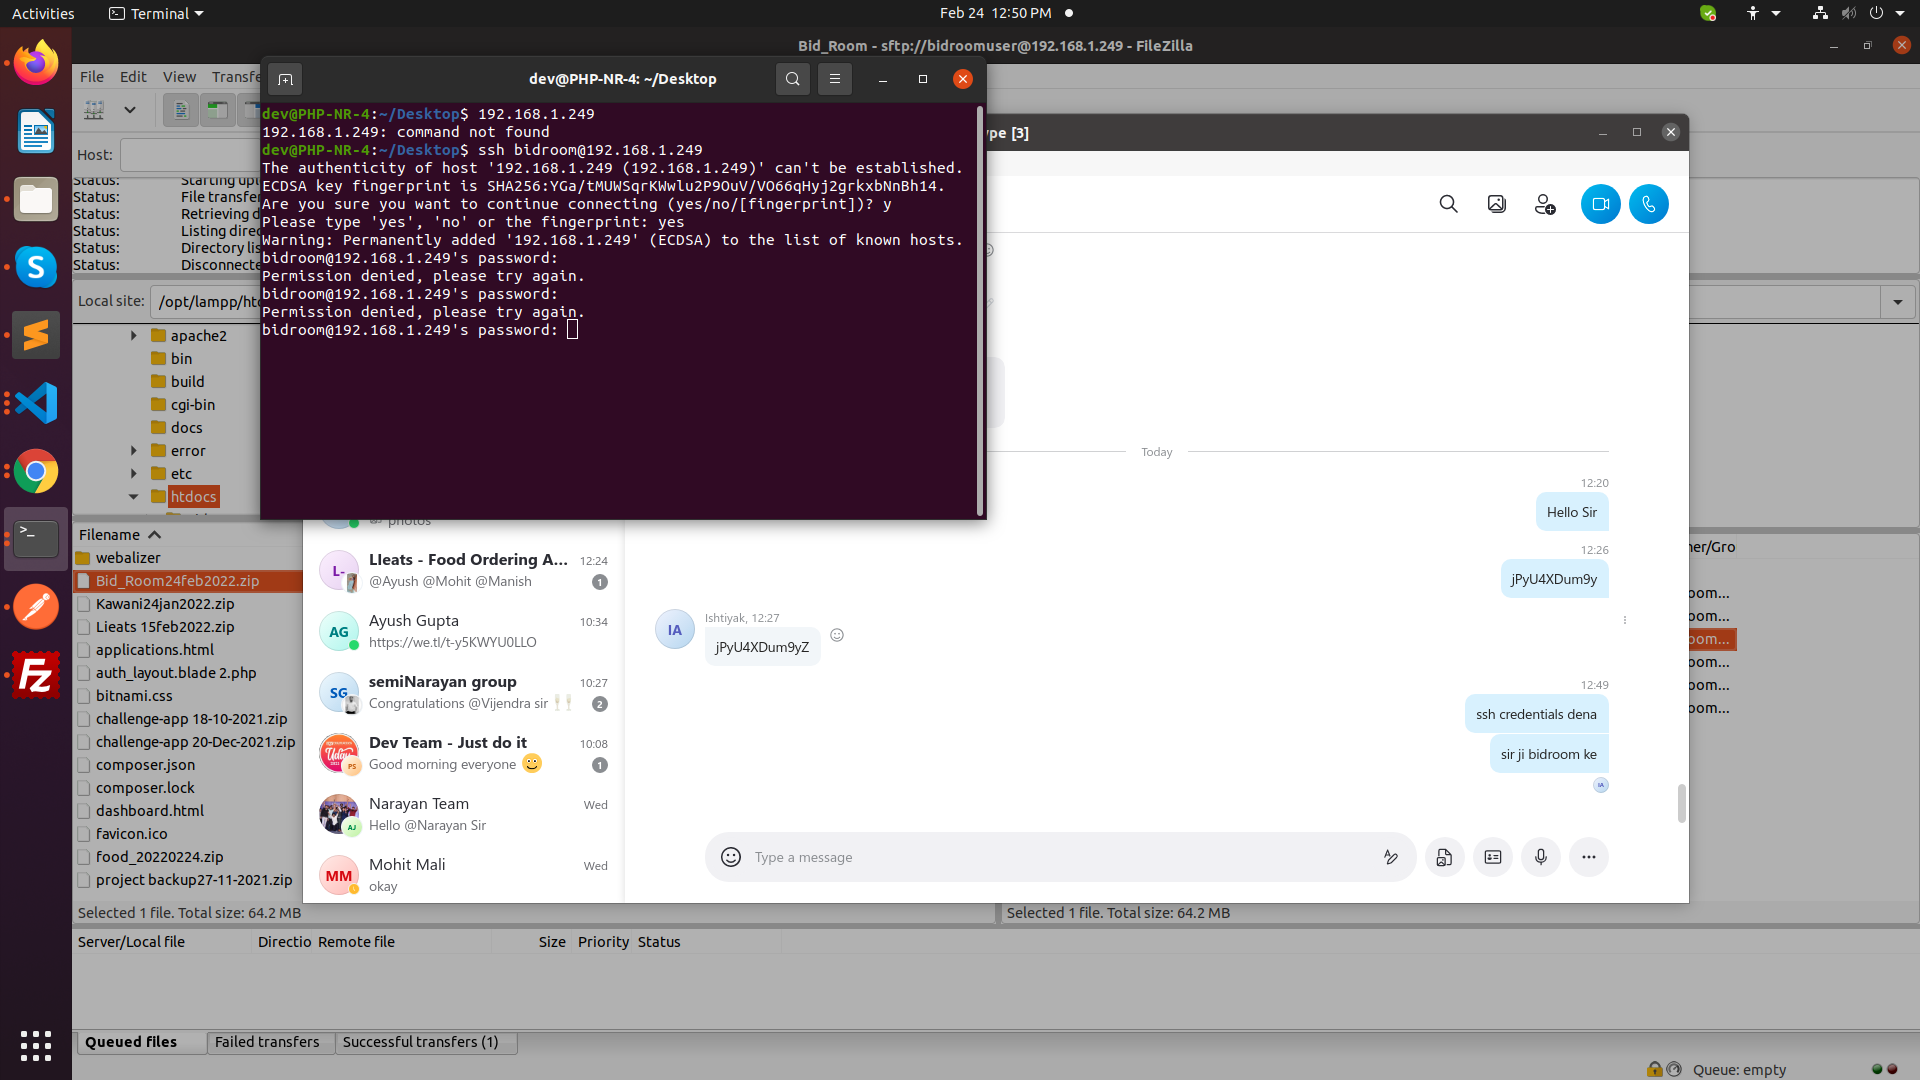 Activities
Terminal
Feb 24 12:50 PM
Bid_Room - sftp://bidroomuser@192.168.1.249 - FileZilla
File Edit View
Host:
Status:
Status: File transfer
Status: Retrieving d
Status: Listing direc
Status: Directory lis
Status: Disconnecte
Local site: /opt/lampp/htd
apache2
bin
build
cgi-bin
docs
error
etc
htdocs
Filename
webalizer
Bid_Room24feb2022.zip
Kawani24jan2022.zip
Lieats 15feb2022.zip
applications.html
auth_layout.blade 2.php
bitnami.css
challenge-app 18-10-2021.zip
challenge-app 20-Dec-2021.zip
composer.json
composer.lock
dashboard.html
favicon.ico
food_20220224.zip
project backup27-11-2021.zip
Selected 1 file. Total size: 64.2 MB
dev@PHP-NR-4: ~/Desktop
dev@PHP-NR-4:~/Desktop$ 192.168.1.249
192.168.1.249: command not found
dev@PHP-NR-4:~/Desktop$ ssh bidroom@192.168.1.249
The authenticity of host '192.168.1.249 (192.168.1.249)' can't be established.
ECDSA key fingerprint is SHA256:YGa/tMUWSqrKWwlu2P9OuV/VO66qHyj2grkxbNnBh14.
Are you sure you want to continue connecting (yes/no/[fingerprint])? y
Please type 'yes', 'no' or the fingerprint: yes
Warning: Permanently added '192.168.1.249' (ECDSA) to the list of known hosts.
bidroom@192.168.1.249's password:
Permission denied, please try again.
bidroom@192.168.1.249's password:
Permission denied, please try again.
bidroom@192.168.1.249's password:
ype [3]
photos
L-
LIeats - Food Ordering A... 12:24
@Ayush @Mohit @Manish 1
AG
Ayush Gupta 10:34
https://we.tl/t-y5KWYU0LLO
SG
semiNarayan group 10:27
Congratulations @Vijendra sir 2
PS
Dev Team - Just do it 10:08
Good morning everyone 1
AJ
Narayan Team Wed
Hello @Narayan Sir
MM
Mohit Mali Wed
okay
Today
12:20
Hello Sir
12:26
jPyU4XDum9y
IA
Ishtiyak, 12:27
jPyU4XDum9yZ
12:49
ssh credentials dena
sir ji bidroom ke
IA
Type a message
ner/Gro
oom...
oom...
oom...
oom...
oom...
oom...
Selected 1 file. Total size: 64.2 MB
Server/Local file Directio Remote file Size Priority Status
Queued files Failed transfers Successful transfers (1)
Queue: empty